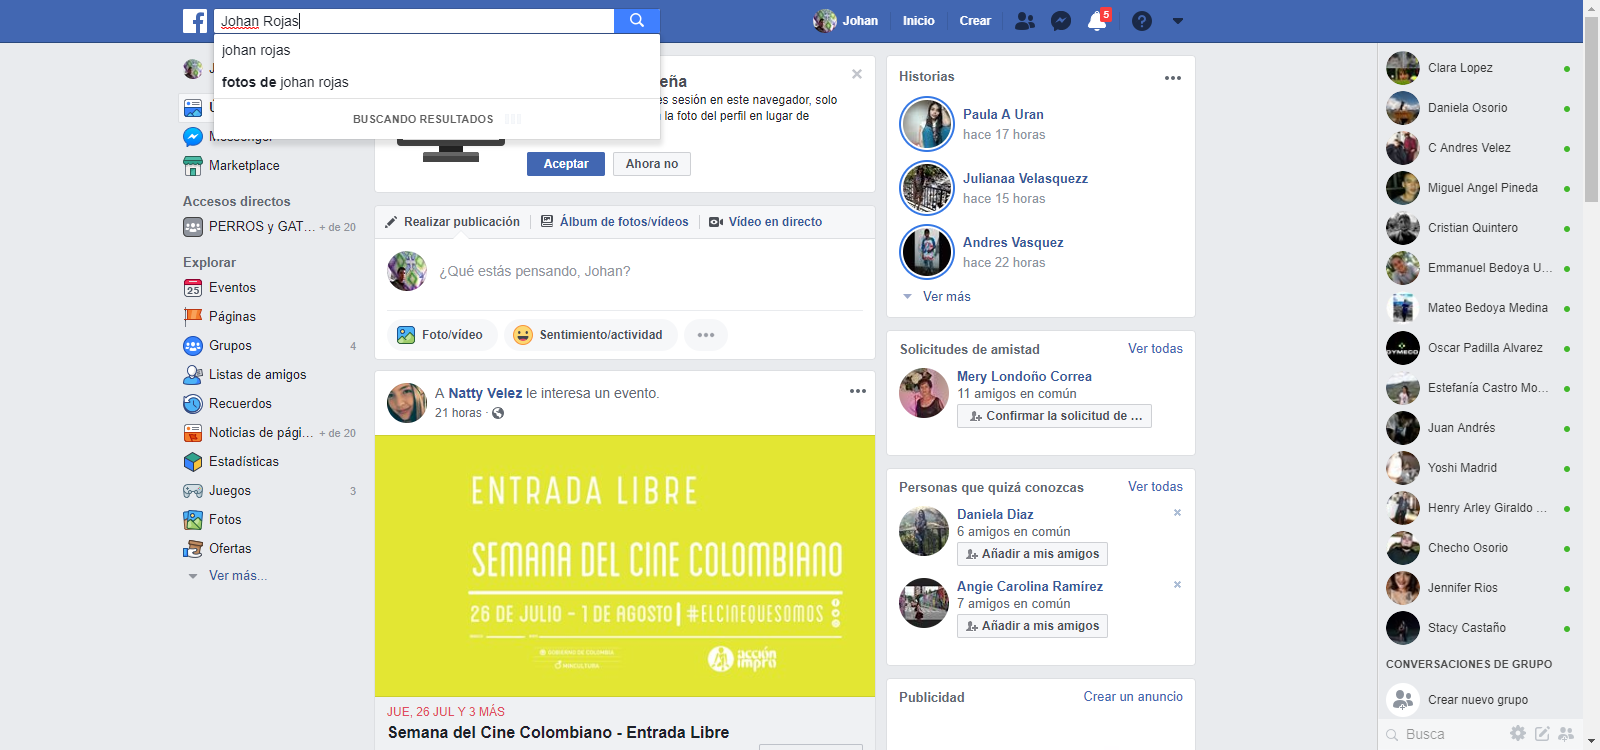 Johan Rojas
Johan
Inicio
Crear
5
johan rojas
fotos de johan rojas
BUSCANDO RESULTADOS
Messenger
Marketplace
Accesos directos
PERROS y GAT... + de 20
Explorar
25
Eventos
Páginas
Grupos 4
Listas de amigos
Recuerdos
Noticias de pági... + de 20
Estadísticas
Juegos 3
Fotos
Ofertas
Ver más...
eña
es sesión en este navegador, solo
la foto del perfil en lugar de
Aceptar
Ahora no
Realizar publicación
Álbum de fotos/vídeos
Vídeo en directo
¿Qué estás pensando, Johan?
Foto/vídeo
Sentimiento/actividad
A Natty Velez le interesa un evento.
21 horas ·
ENTRADA LIBRE
SEMANA DEL CINE COLOMBIANO
26 DE JULIO - 1 DE AGOSTO | #ELCINEQUESOMOS
GOBIERNO DE COLOMBIA
MINCULTURA
acción
impro
JUE, 26 JUL Y 3 MÁS
Semana del Cine Colombiano - Entrada Libre
Historias
Paula A Uran
hace 17 horas
Julianaa Velasquezz
hace 15 horas
Andres Vasquez
hace 22 horas
Ver más
Solicitudes de amistad
Ver todas
Mery Londoño Correa
11 amigos en común
Confirmar la solicitud de ...
Personas que quizá conozcas
Ver todas
Daniela Diaz
6 amigos en común
Añadir a mis amigos
Angie Carolina Ramírez
7 amigos en común
Añadir a mis amigos
Publicidad
Crear un anuncio
Clara Lopez
Daniela Osorio
C Andres Velez
Miguel Angel Pineda
Cristian Quintero
Emmanuel Bedoya U...
Mateo Bedoya Medina
Oscar Padilla Alvarez
Estefanía Castro Mo...
Juan Andrés
Yoshi Madrid
Henry Arley Giraldo ...
Checho Osorio
Jennifer Rios
Stacy Castaño
CONVERSACIONES DE GRUPO
Crear nuevo grupo
Busca